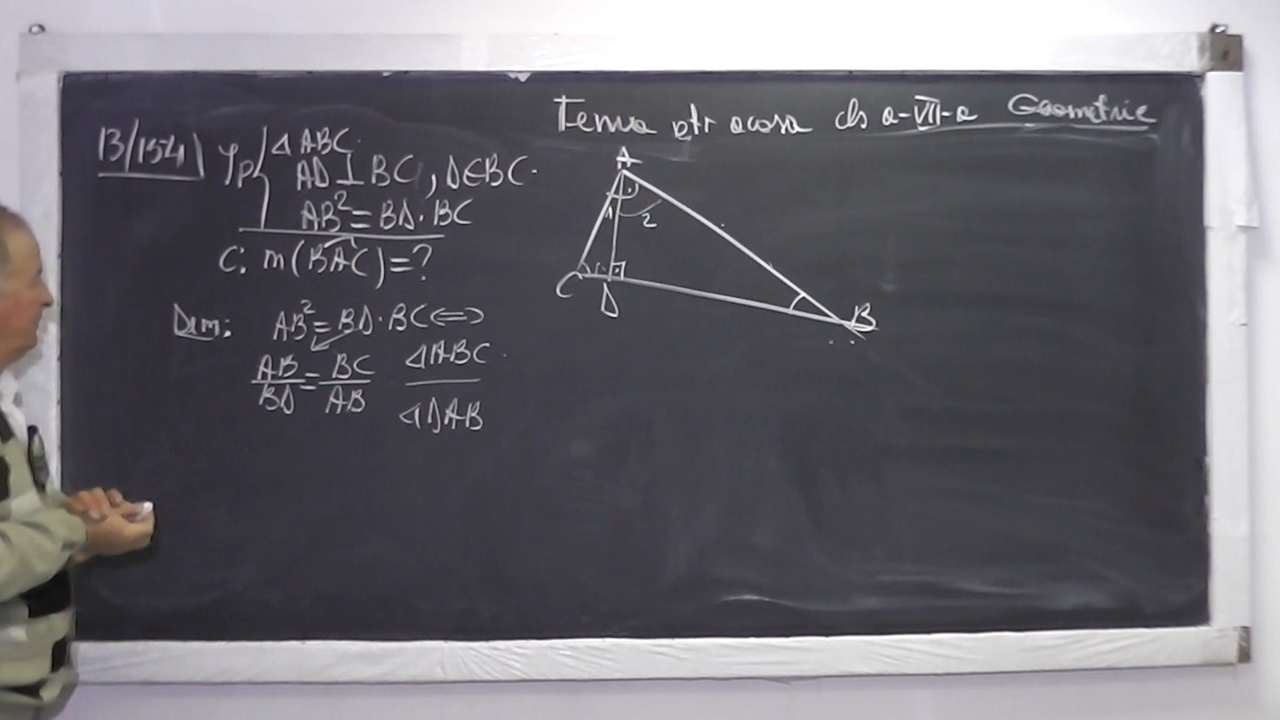 Tema ptr acasa cls a-VII-a Geometrie
13/154
Yp
△ABC.
AD⊥BC, D∈BC.
AB²=BD·BC
C: m(BAC)=?
Dem: AB²=BD·BC⇔
AB/BD=BC/AB
△ABC
△DAB
A
1 2
C
D
B